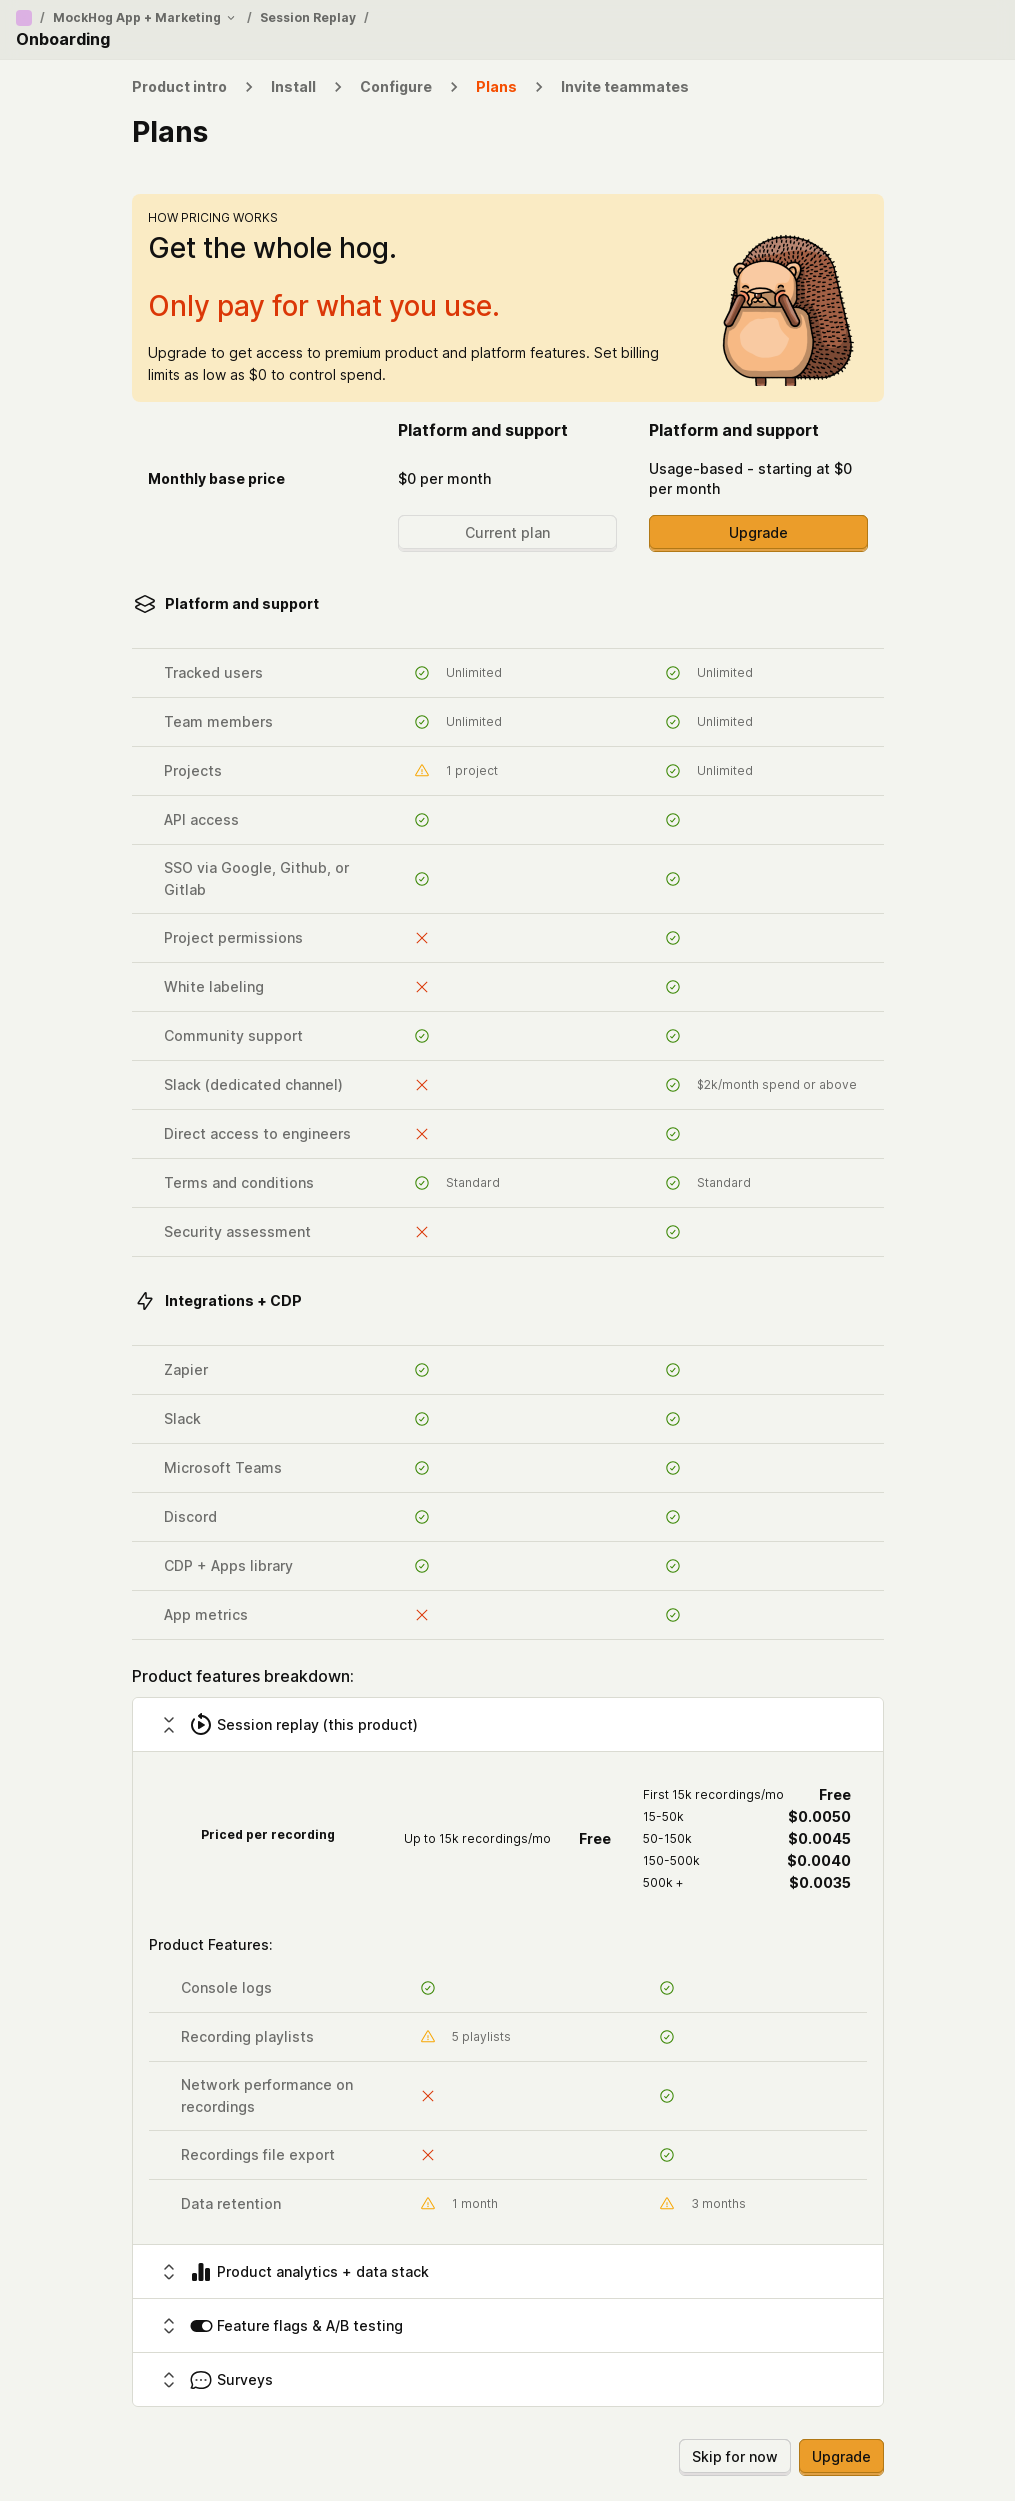 / MockHog App + Marketing / Session Replay /
Onboarding
Product intro Install Configure Plans Invite teammates
Plans
HOW PRICING WORKS
Get the whole hog.
Only pay for what you use.
Upgrade to get access to premium product and platform features. Set billing
limits as low as $0 to control spend.
Platform and support Platform and support
Monthly base price $0 per month Usage-based - starting at $0
per month
Current plan Upgrade
Platform and support
Tracked users Unlimited Unlimited
Team members Unlimited Unlimited
Projects 1 project Unlimited
API access
SSO via Google, Github, or
Gitlab
Project permissions
White labeling
Community support
Slack (dedicated channel) $2k/month spend or above
Direct access to engineers
Terms and conditions Standard Standard
Security assessment
Integrations + CDP
Zapier
Slack
Microsoft Teams
Discord
CDP + Apps library
App metrics
Product features breakdown:
Session replay (this product)
Priced per recording Up to 15k recordings/mo Free
First 15k recordings/mo Free
15-50k $0.0050
50-150k $0.0045
150-500k $0.0040
500k + $0.0035
Product Features:
Console logs
Recording playlists 5 playlists
Network performance on
recordings
Recordings file export
Data retention 1 month 3 months
Product analytics + data stack
Feature flags & A/B testing
Surveys
Skip for now Upgrade